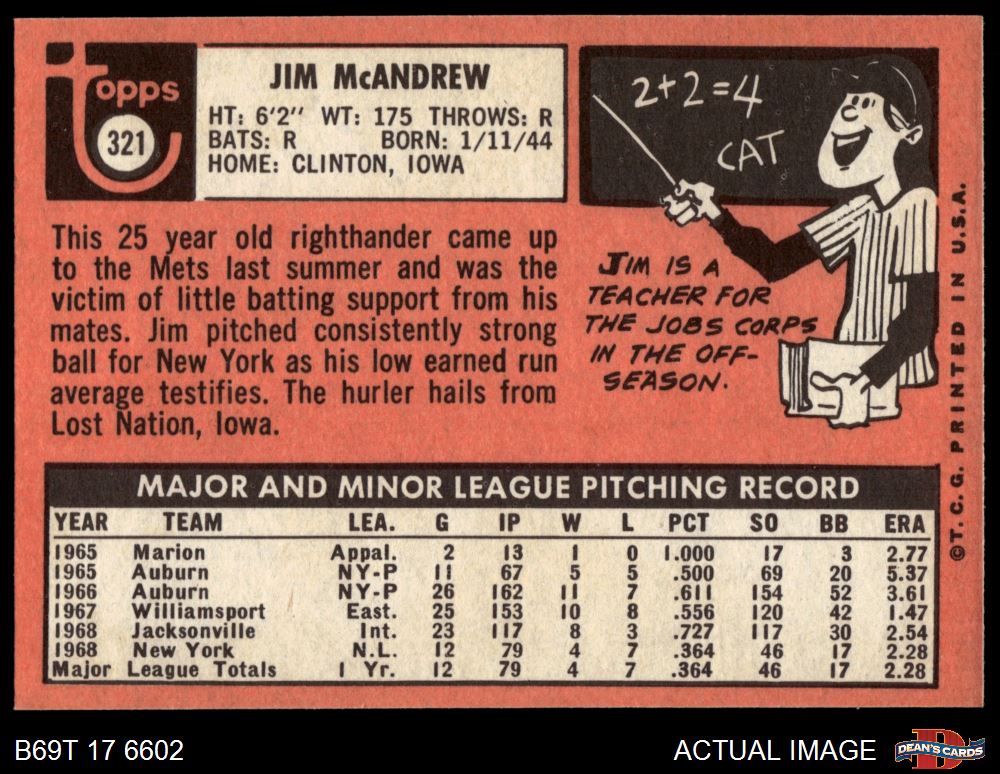 topps
321
JIM McANDREW
HT: 6'2" WT: 175 THROWS: R
BATS: R BORN: 1/11/44
HOME: CLINTON, IOWA
2+2=4
CAT
This 25 year old righthander came up
to the Mets last summer and was the
victim of little batting support from his
mates. Jim pitched consistently strong
ball for New York as his low earned run
average testifies. The hurler hails from
Lost Nation, Iowa.
JIM IS A
TEACHER FOR
THE JOBS CORPS
IN THE OFF-
SEASON.
©T.C.G. PRINTED IN U.S.A.
MAJOR AND MINOR LEAGUE PITCHING RECORD
YEAR TEAM LEA. G IP W L PCT SO BB ERA
1965 Marion Appal. 2 13 1 0 1.000 17 3 2.77
1965 Auburn NY-P 11 67 5 5 .500 69 20 5.37
1966 Auburn NY-P 26 162 11 7 .611 154 52 3.61
1967 Williamsport East. 25 153 10 8 .556 120 42 1.47
1968 Jacksonville Int. 23 117 8 3 .727 117 30 2.54
1968 New York N.L. 12 79 4 7 .364 46 17 2.28
Major League Totals 1 Yr. 12 79 4 7 .364 46 17 2.28
B69T 17 6602
ACTUAL IMAGE
D
DEAN'S CARDS